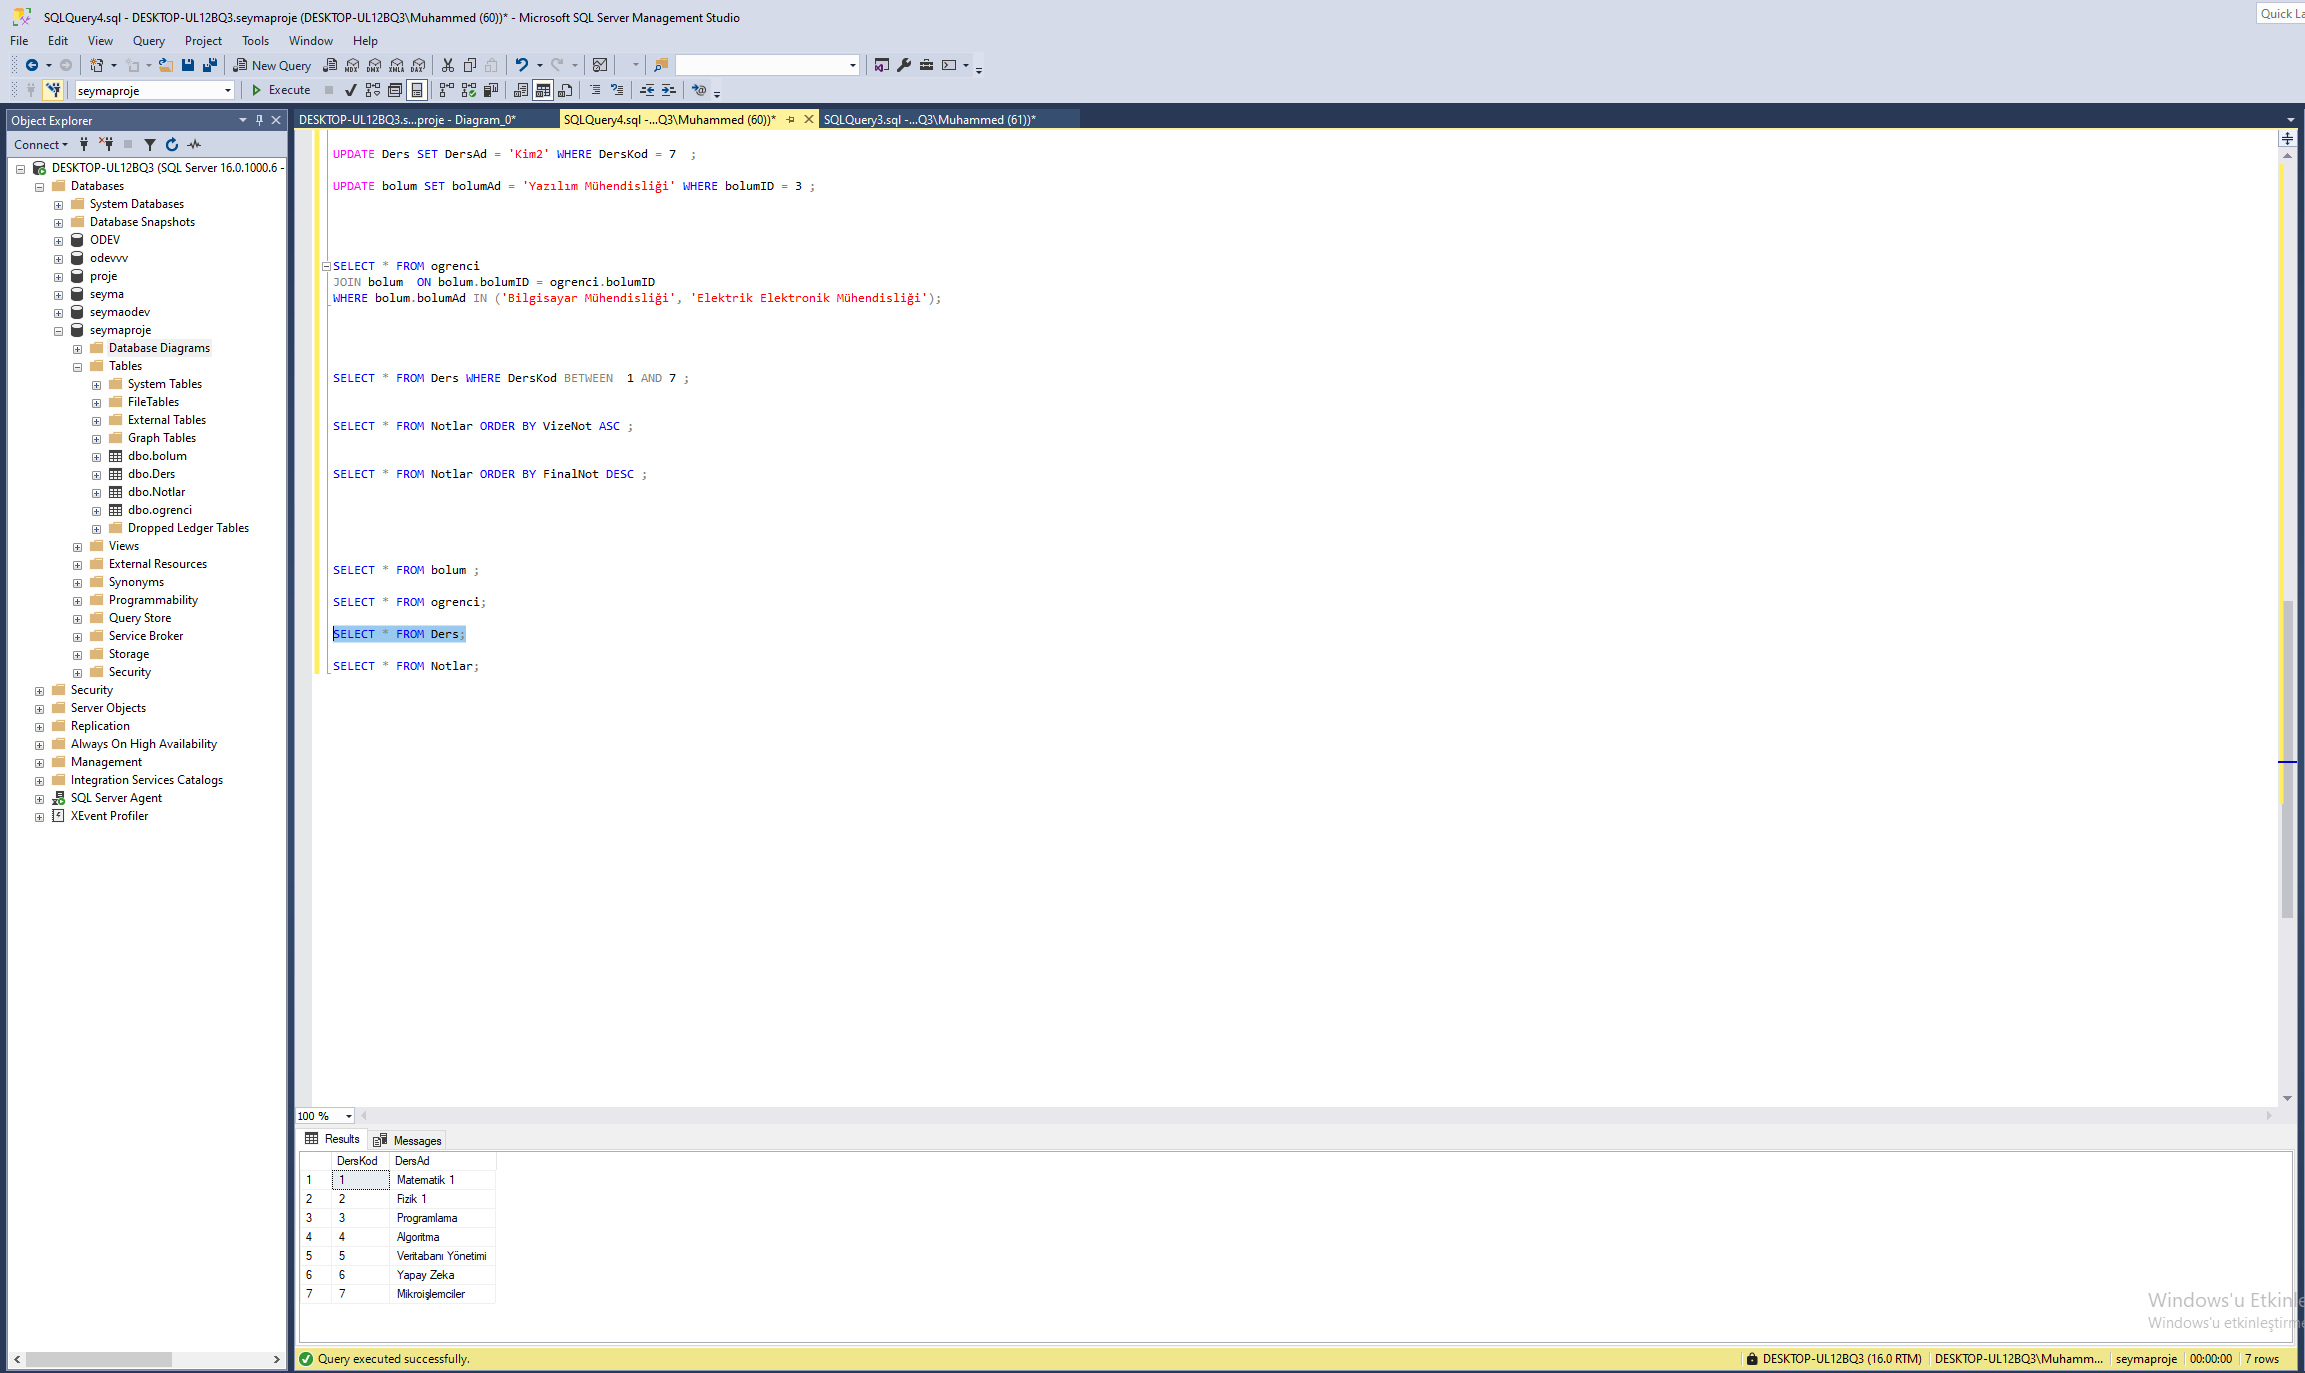 SQLQuery4.sql - DESKTOP-UL12BQ3.seymaproje (DESKTOP-UL12BQ3\Muhammed (60))* - Microsoft SQL Server Management Studio
Quick La
File Edit View Query Project Tools Window Help
New Query
MDX DMX XMLA DAX
seymaproje
Execute
Object Explorer
DESKTOP-UL12BQ3.s...proje - Diagram_0*
SQLQuery4.sql -...Q3\Muhammed (60))*
SQLQuery3.sql -...Q3\Muhammed (61))*
Connect
DESKTOP-UL12BQ3 (SQL Server 16.0.1000.6 -
Databases
System Databases
Database Snapshots
ODEV
odevvv
proje
seyma
seymaodev
seymaproje
Database Diagrams
Tables
System Tables
FileTables
External Tables
Graph Tables
dbo.bolum
dbo.Ders
dbo.Notlar
dbo.ogrenci
Dropped Ledger Tables
Views
External Resources
Synonyms
Programmability
Query Store
Service Broker
Storage
Security
Security
Server Objects
Replication
Always On High Availability
Management
Integration Services Catalogs
SQL Server Agent
XEvent Profiler
UPDATE Ders SET DersAd = 'Kim2' WHERE DersKod = 7 ;
UPDATE bolum SET bolumAd = 'Yazılım Mühendisliği' WHERE bolumID = 3 ;
SELECT * FROM ogrenci
JOIN bolum ON bolum.bolumID = ogrenci.bolumID
WHERE bolum.bolumAd IN ('Bilgisayar Mühendisliği', 'Elektrik Elektronik Mühendisliği');
SELECT * FROM Ders WHERE DersKod BETWEEN 1 AND 7 ;
SELECT * FROM Notlar ORDER BY VizeNot ASC ;
SELECT * FROM Notlar ORDER BY FinalNot DESC ;
SELECT * FROM bolum ;
SELECT * FROM ogrenci;
SELECT * FROM Ders;
SELECT * FROM Notlar;
100 %
Results Messages
DersKod DersAd
1 1 Matematik 1
2 2 Fizik 1
3 3 Programlama
4 4 Algoritma
5 5 Veritabanı Yönetimi
6 6 Yapay Zeka
7 7 Mikroişlemciler
Windows'u Etkinle
Windows'u etkinleştirme
Query executed successfully.
DESKTOP-UL12BQ3 (16.0 RTM) DESKTOP-UL12BQ3\Muhamm... seymaproje 00:00:00 7 rows